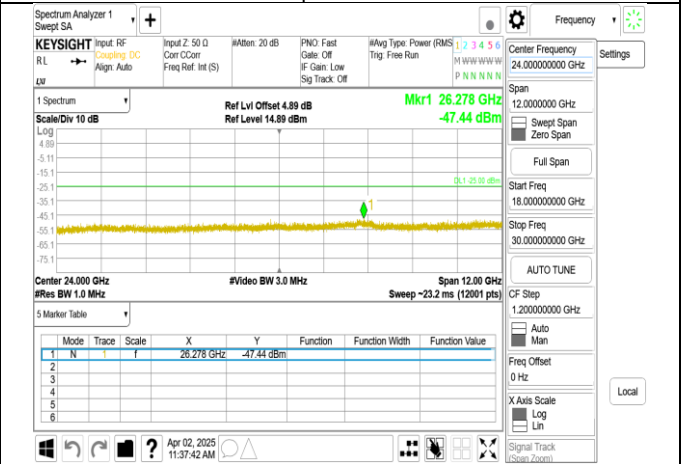 Spectrum Analyzer 1
Swept SA
Frequency
KEYSIGHT
RL
Input: RF
Coupling: DC
Align: Auto
Input Z: 50 Ω
Corr CCorr
Freq Ref: Int (S)
#Atten: 20 dB
PNO: Fast
Gate: Off
IF Gain: Low
Sig Track: Off
#Avg Type: Power (RMS
Trig: Free Run
1 2 3 4 5 6
M W W W W W
P N N N N N
Center Frequency
24.000000000 GHz
Settings
Span
12.0000000 GHz
Swept Span
Zero Span
Full Span
Start Freq
18.000000000 GHz
Stop Freq
30.000000000 GHz
AUTO TUNE
CF Step
1.200000000 GHz
Auto
Man
Freq Offset
0 Hz
X Axis Scale
Log
Lin
Signal Track
(Span Zoom)
Local
1 Spectrum
Scale/Div 10 dB
Ref Lvl Offset 4.89 dB
Ref Level 14.89 dBm
Mkr1 26.278 GHz
-47.44 dBm
Log
4.89
-5.11
-15.1
-25.1
-35.1
-45.1
-55.1
-65.1
-75.1
DL1 -25.00 dBm
1
Center 24.000 GHz
#Res BW 1.0 MHz
#Video BW 3.0 MHz
Span 12.00 GHz
Sweep ~23.2 ms (12001 pts)
5 Marker Table
Mode Trace Scale X Y Function Function Width Function Value
1 N 1 f 26.278 GHz -47.44 dBm
2
3
4
5
6
?
Apr 02, 2025
11:37:42 AM